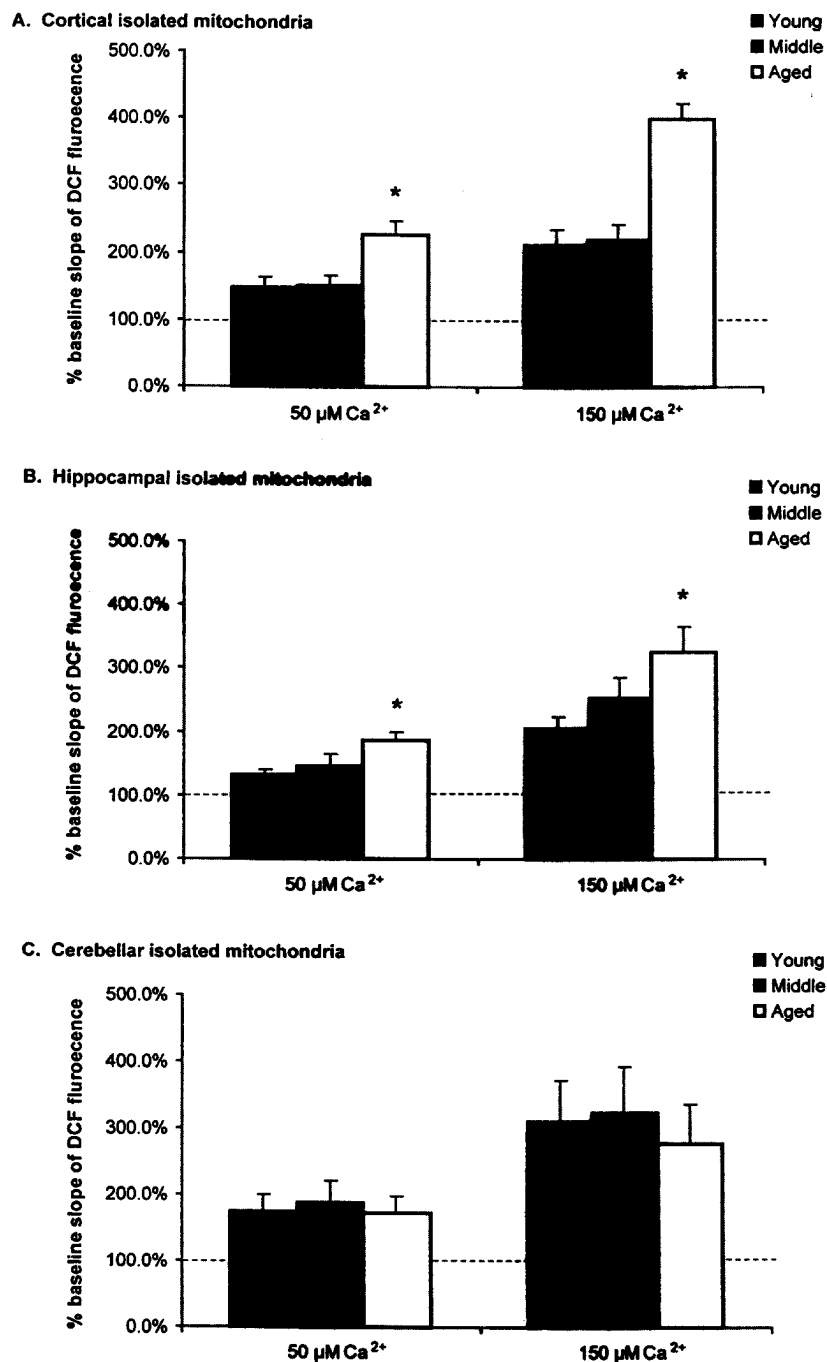 A. Cortical isolated mitochondria
Young
Middle
Aged
% baseline slope of DCF fluroecence
500.0%
400.0%
300.0%
200.0%
100.0%
0.0%
*
*
50 µM Ca2+
150 µM Ca2+
B. Hippocampal isolated mitochondria
Young
Middle
Aged
% baseline slope of DCF fluroecence
500.0%
400.0%
300.0%
200.0%
100.0%
0.0%
*
*
50 µM Ca2+
150 µM Ca2+
C. Cerebellar isolated mitochondria
Young
Middle
Aged
% baseline slope of DCF fluroecence
500.0%
400.0%
300.0%
200.0%
100.0%
0.0%
50 µM Ca2+
150 µM Ca2+